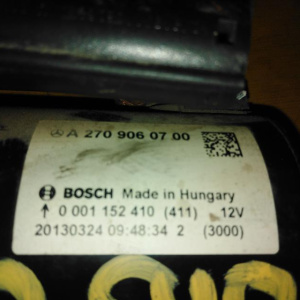 A 270 906 07 00
BOSCH Made in Hungary
↑ 0 001 152 410 (411) 12V
20130324 09:48:34 2 (3000)